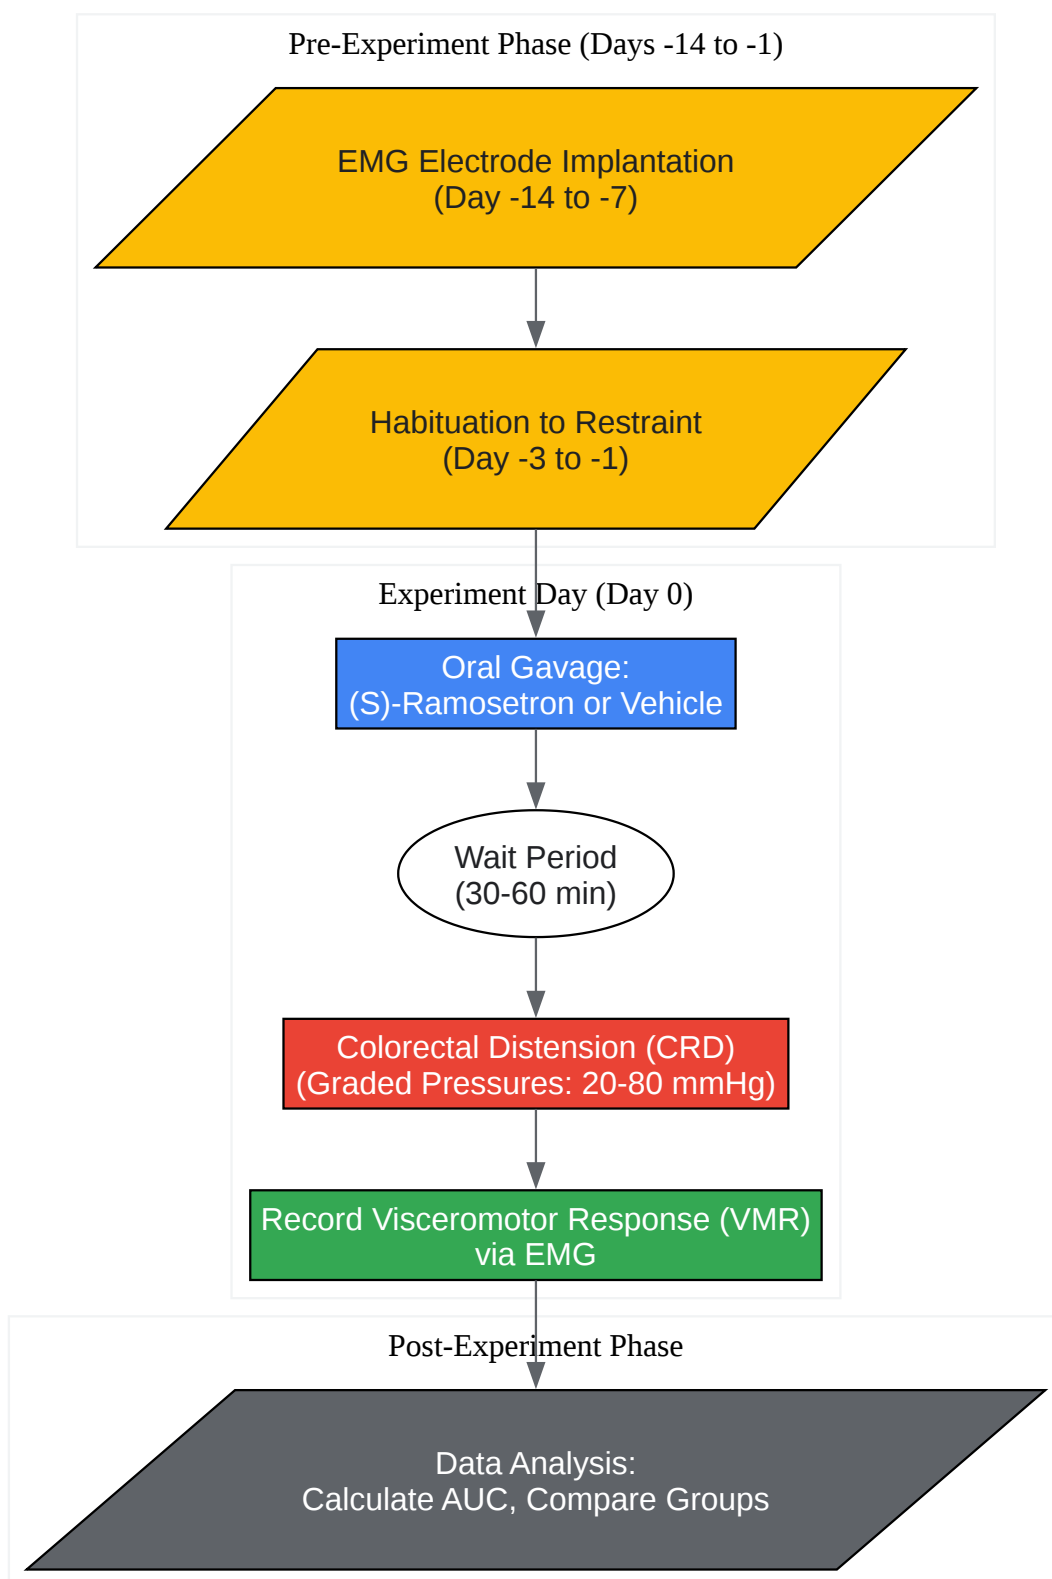 Pre-Experiment Phase (Days -14 to -1)
EMG Electrode Implantation
(Day -14 to -7)
Habituation to Restraint
(Day -3 to -1)
Experiment Day (Day 0)
Oral Gavage:
(S)-Ramosetron or Vehicle
Wait Period
(30-60 min)
Colorectal Distension (CRD)
(Graded Pressures: 20-80 mmHg)
Record Visceromotor Response (VMR)
via EMG
Post-Experiment Phase
Data Analysis:
Calculate AUC, Compare Groups